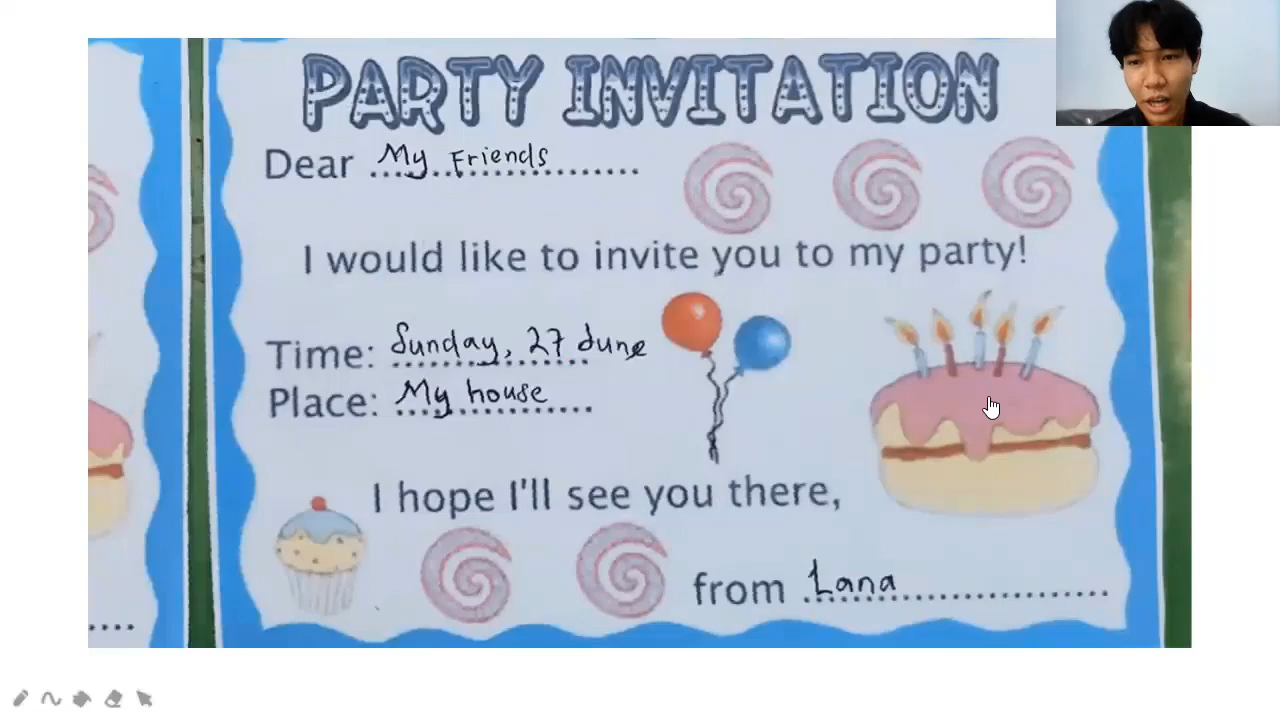 PARTY INVITATION
Dear My Friends
I would like to invite you to my party!
Time: Sunday, 27 June
Place: My house
I hope I'll see you there,
from Lana